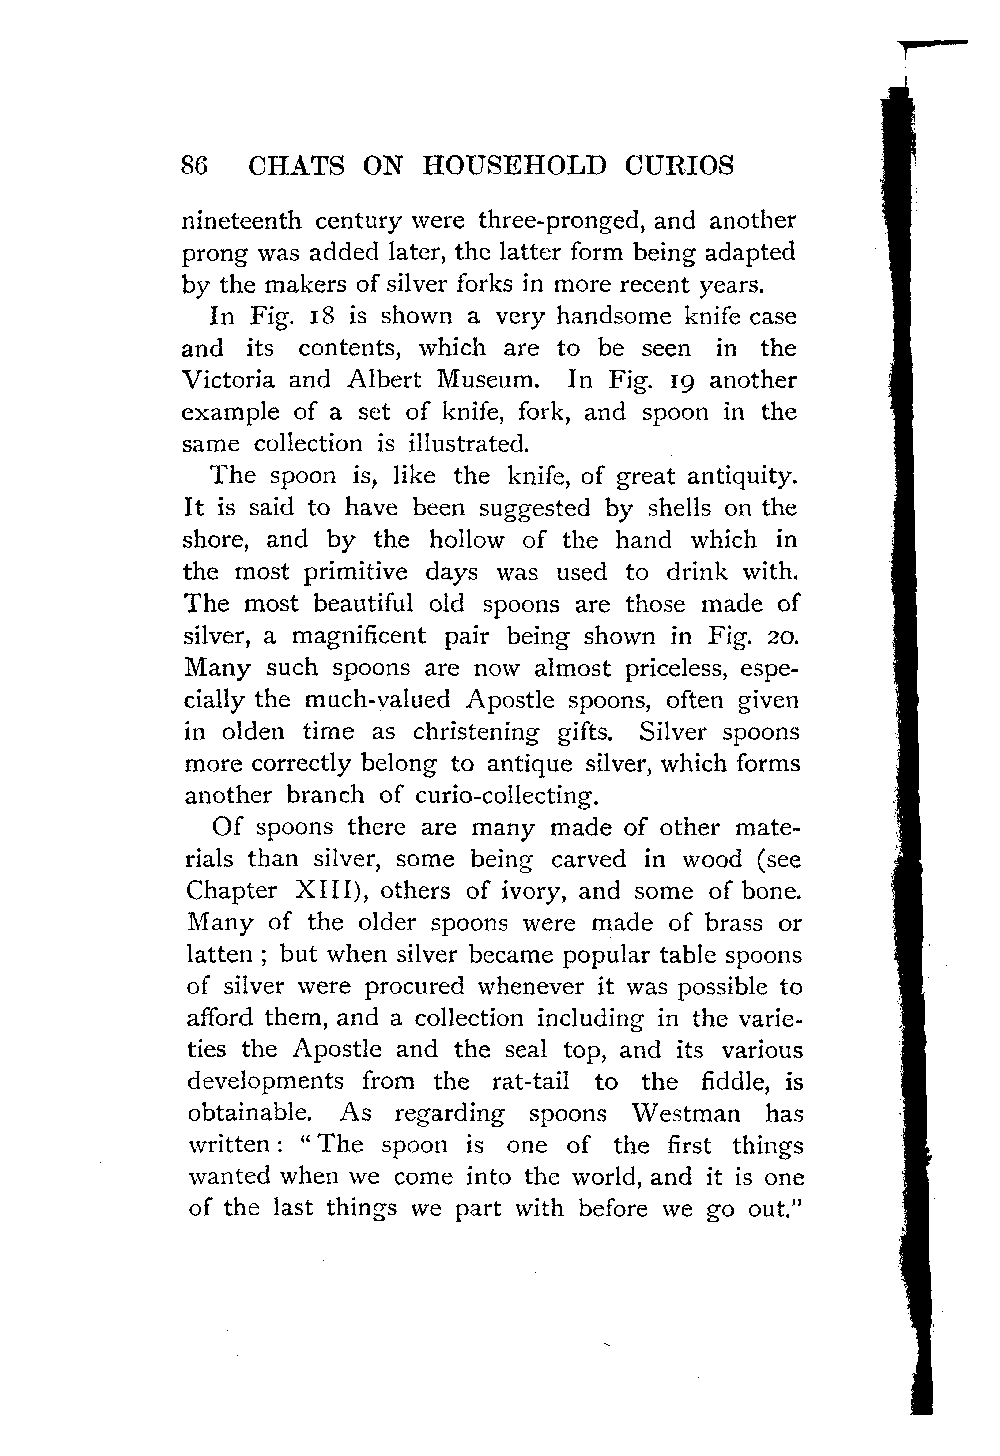 86 CHATS ON HOUSEHOLD CURIOS
nineteenth century were three-pronged, and another
prong was added later, the latter form being adapted
by the makers of silver forks in more recent years.
In Fig. 18 is shown a very handsome knife case
and its contents, which are to be seen in the
Victoria and Albert Museum. In Fig. 19 another
example of a set of knife, fork, and spoon in the
same collection is illustrated.
The spoon is, like the knife, of great antiquity.
It is said to have been suggested by shells on the
shore, and by the hollow of the hand which in
the most primitive days was used to drink with.
The most beautiful old spoons are those made of
silver, a magnificent pair being shown in Fig. 20.
Many such spoons are now almost priceless, espe-
cially the much-valued Apostle spoons, often given
in olden time as christening gifts. Silver spoons
more correctly belong to antique silver, which forms
another branch of curio-collecting.
Of spoons there are many made of other mate-
rials than silver, some being carved in wood (see
Chapter XIII), others of ivory, and some of bone.
Many of the older spoons were made of brass or
latten ; but when silver became popular table spoons
of silver were procured whenever it was possible to
afford them, and a collection including in the varie-
ties the Apostle and the seal top, and its various
developments from the rat-tail to the fiddle, is
obtainable. As regarding spoons Westman has
written : "The spoon is one of the first things
wanted when we come into the world, and it is one
of the last things we part with before we go out."